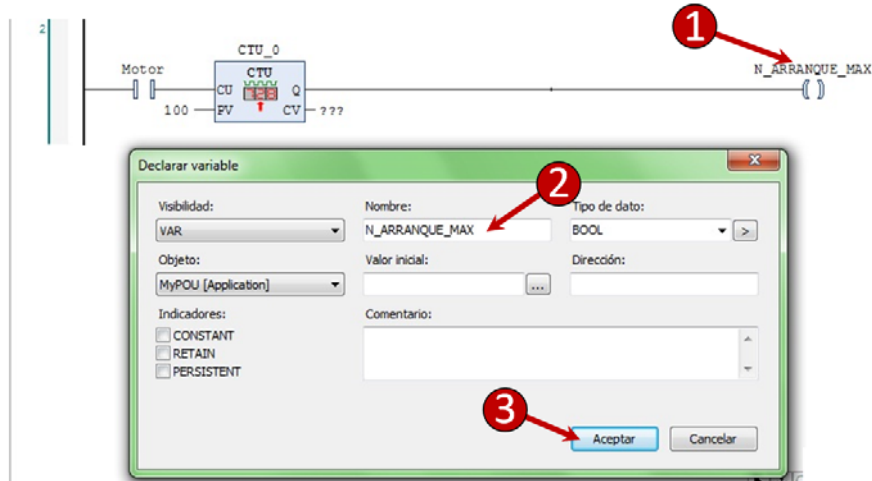 2
1
CTU_0
Motor
CTU
N_ARRANQUE_MAX
CU
Q
100
PV
CV
???
Declarar variable
2
Visibilidad:
Nombre:
Tipo de dato:
VAR
N_ARRANQUE_MAX
BOOL
>
Objeto:
Valor inicial:
Dirección:
MyPOU [Application]
...
Indicadores:
Comentario:
CONSTANT
RETAIN
PERSISTENT
3
Aceptar
Cancelar